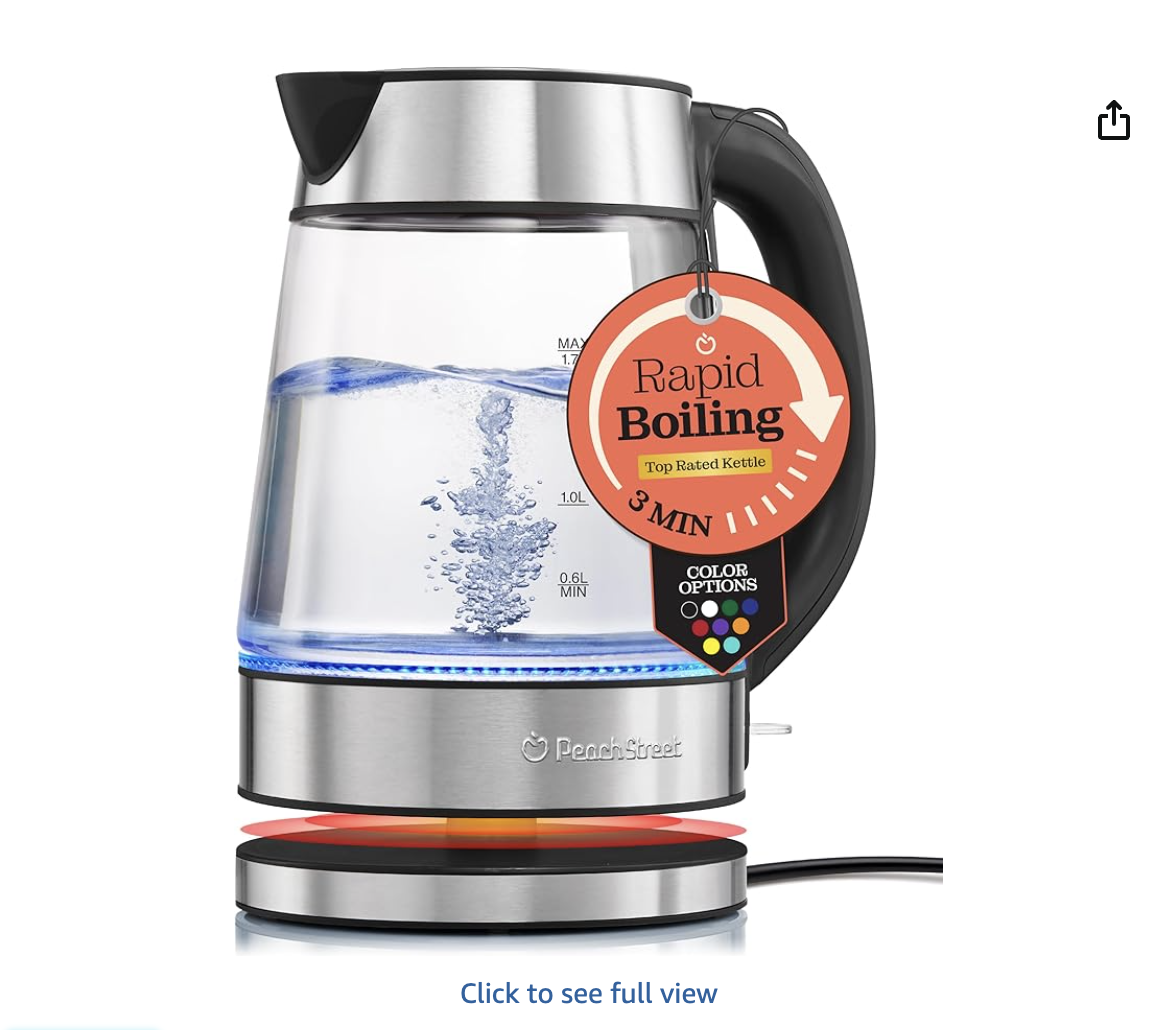 MAX
1.7
Rapid
Boiling
Top Rated Kettle
3 MIN
1.0L
0.6L
MIN
COLOR
OPTIONS
PeachStreet
Click to see full view